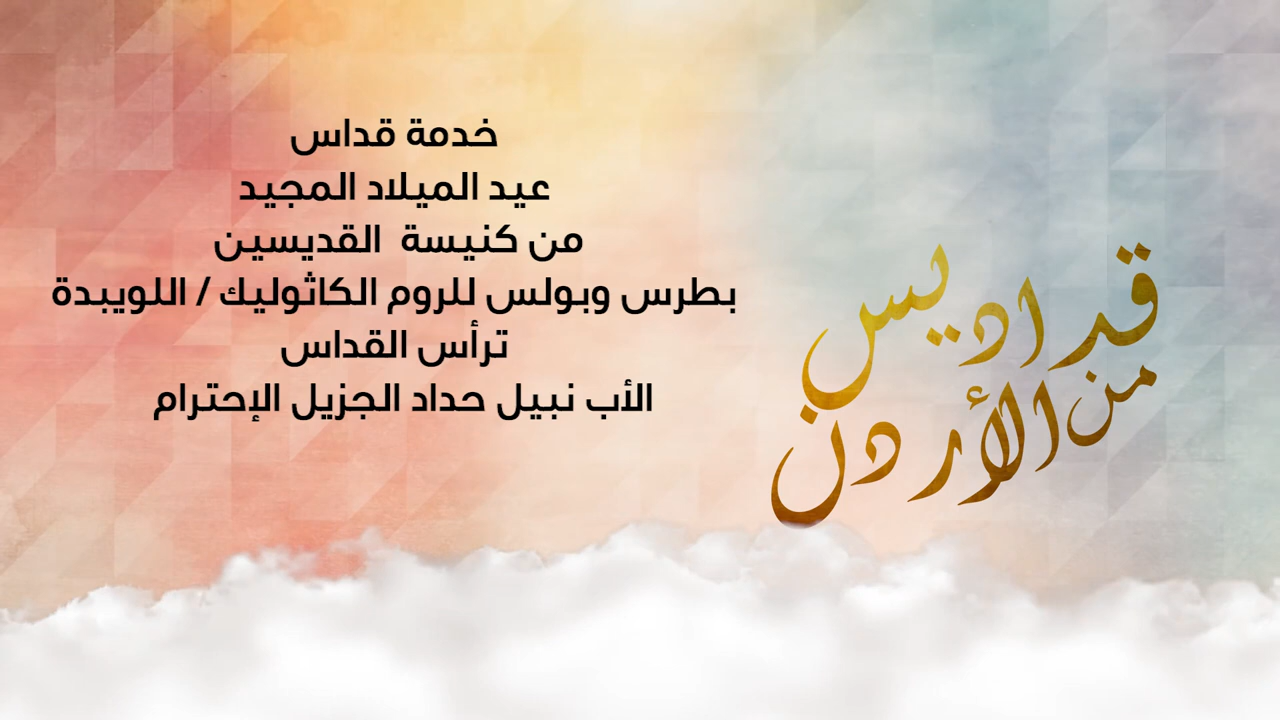 خدمة قداس
عيد الميلاد المجيد
من كنيسة القديسين
بطرس وبولس للروم الكاثوليك / اللويبدة
ترأس القداس
الأب نبيل حداد الجزيل الإحترام
قداديس
من الأردن